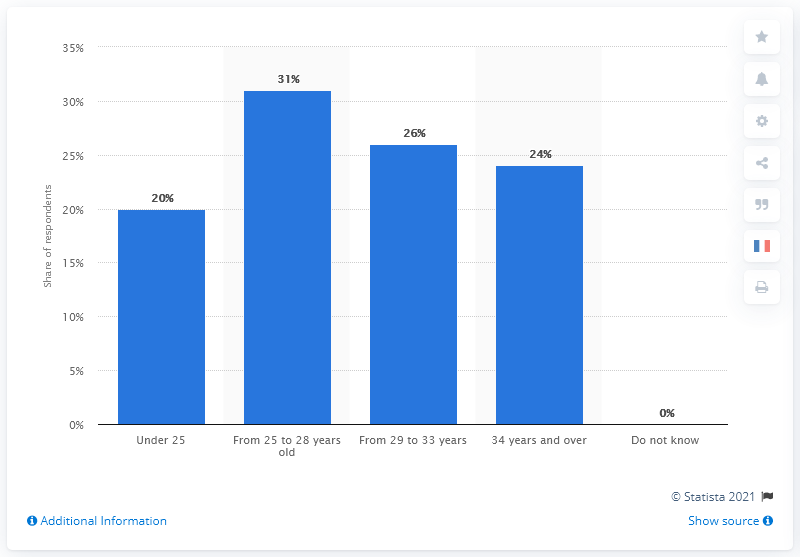 35%
30%
25%
20%
15%
10%
5%
0%
Share of respondents
20%
31%
26%
24%
0%
Under 25
From 25 to 28 years
old
From 29 to 33 years
34 years and over
Do not know
© Statista 2021
Additional Information
Show source